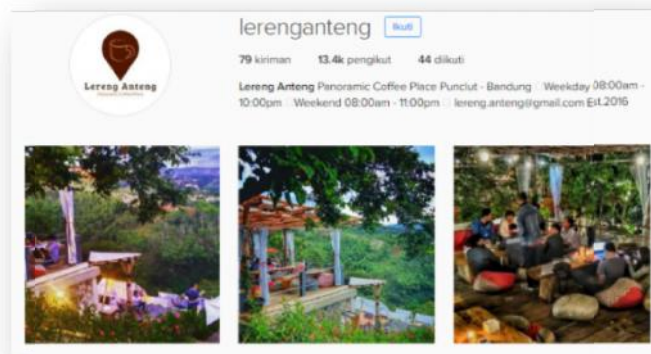 Lereng Anteng
lerenganteng
Ikuti
79 kiriman 13.4k pengikut 44 diikuti
Lereng Anteng Panoramic Coffee Place Punclut - Bandung Weekday 08:00am -
10:00pm Weekend 08:00am - 11:00pm lereng.anteng@gmail.com Est.2016